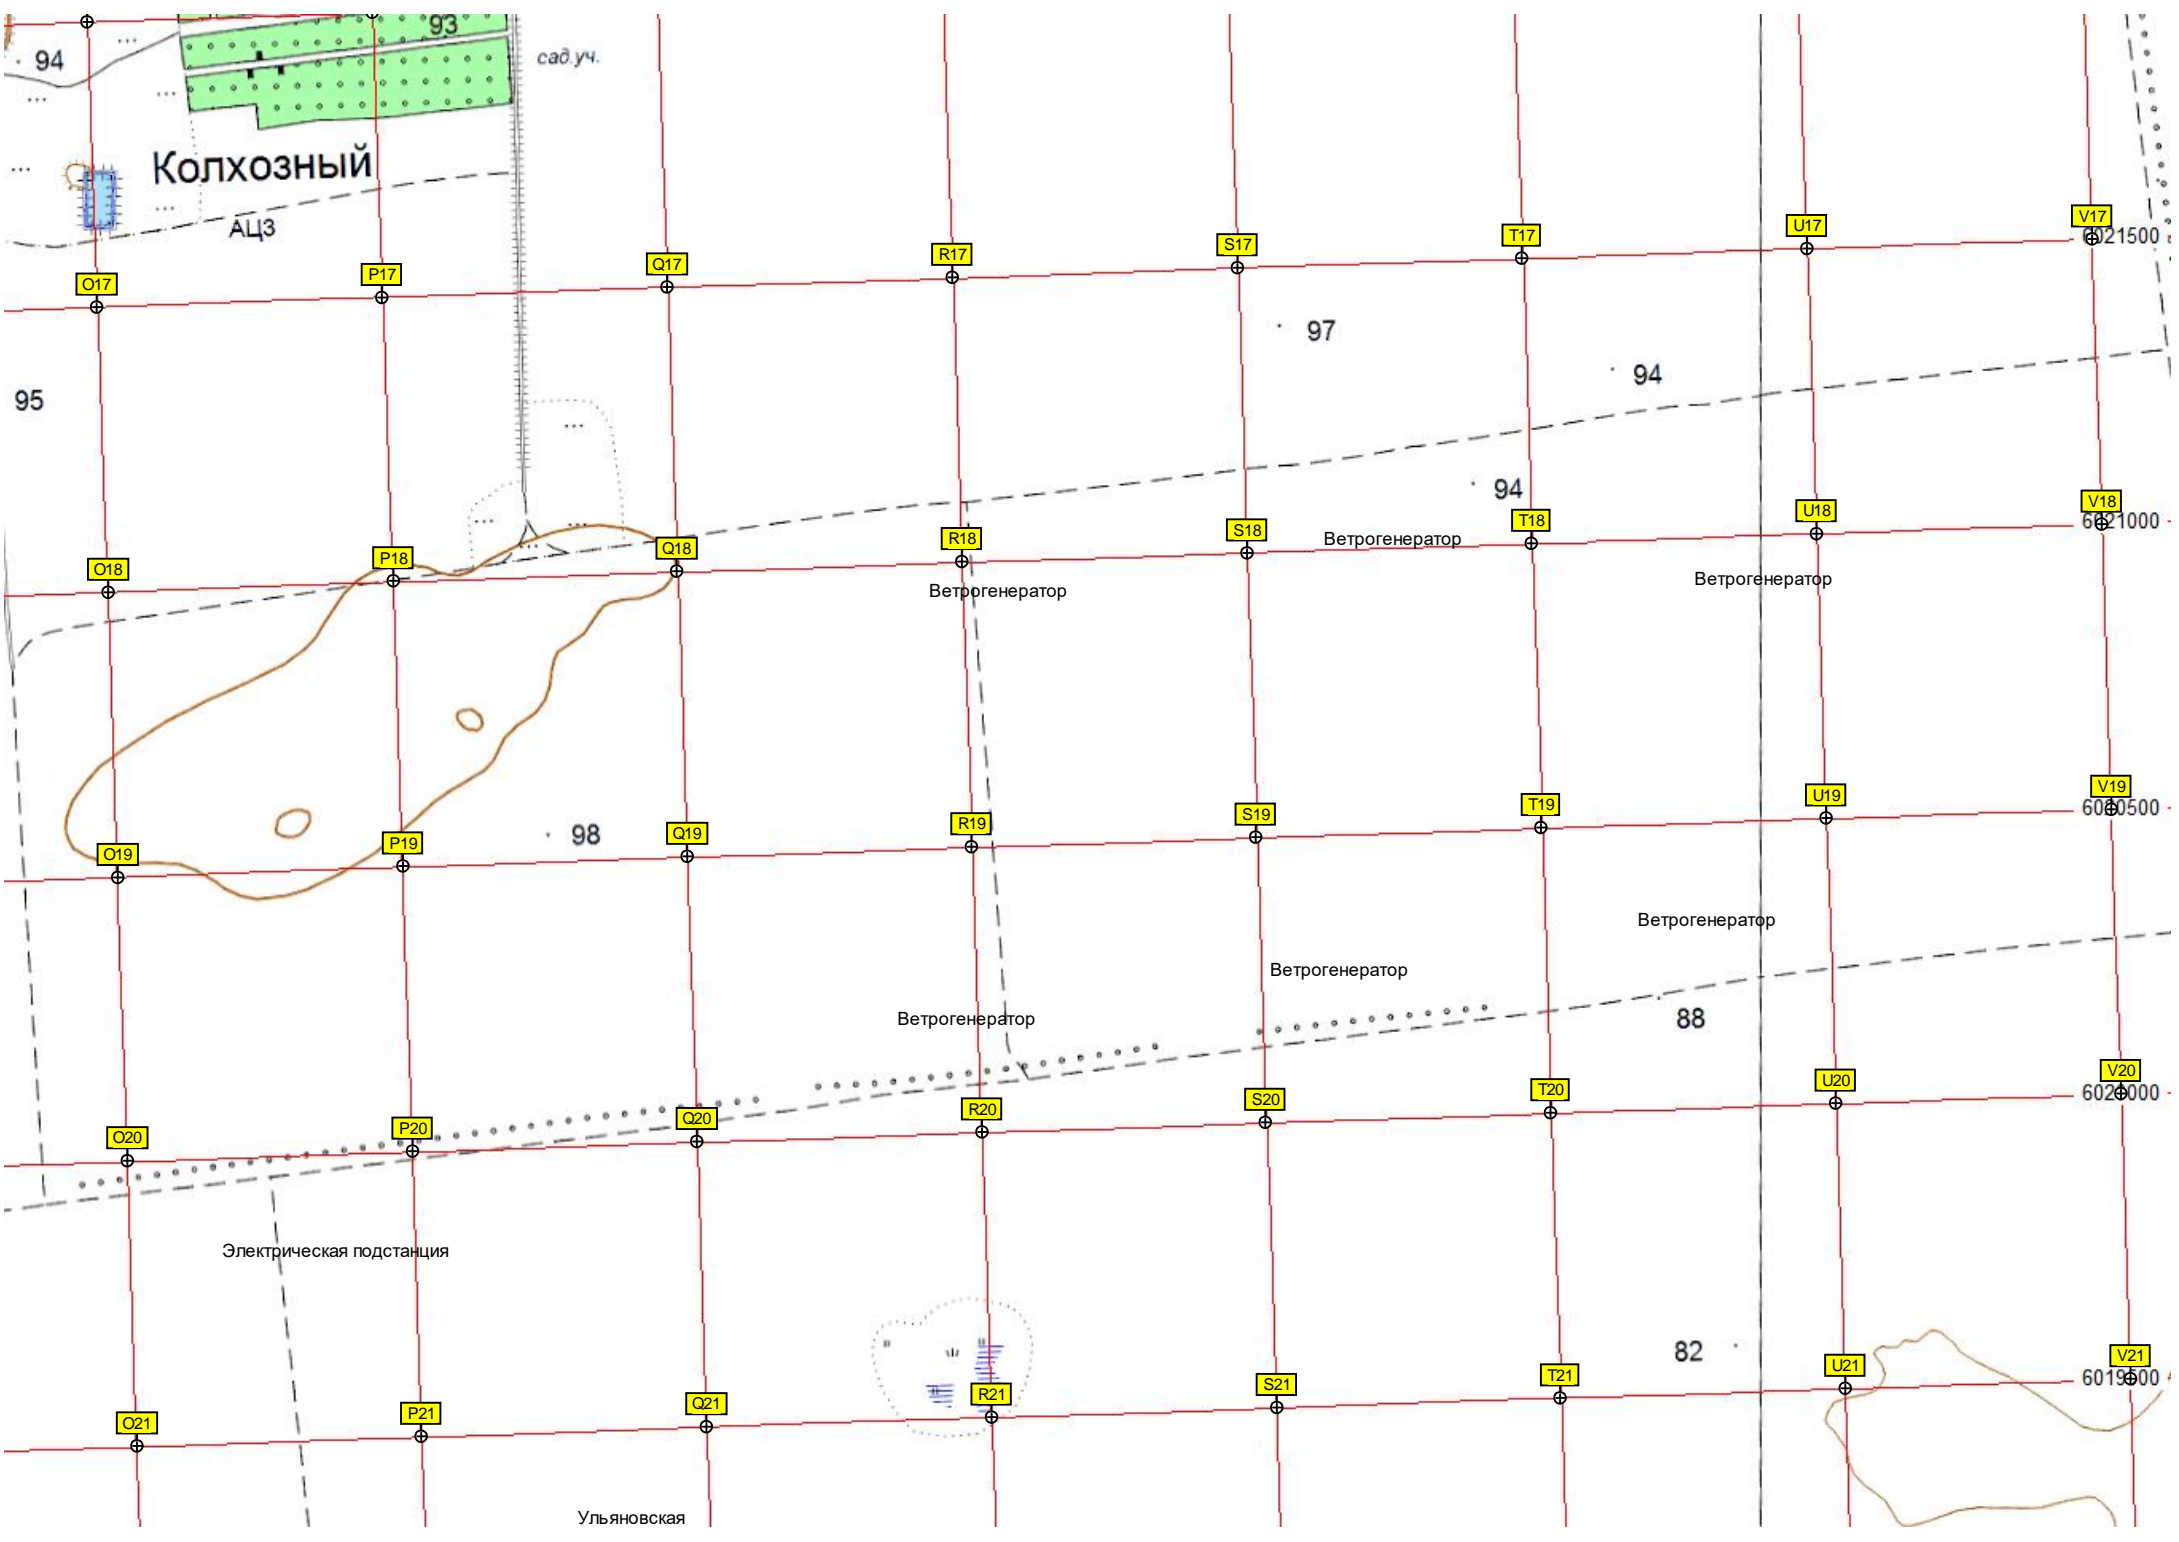 93
94
сад.уч.
Колхозный
АЦЗ
V17
6021500
U17
T17
S17
R17
Q17
P17
O17
97
94
95
94
V18
U18
6021000
T18
S18
Ветрогенератор
R18
Q18
P18
O18
Ветрогенератор
Ветрогенератор
V19
U19
T19
S19
R19
98
Q19
P19
O19
Ветрогенератор
Ветрогенератор
Ветрогенератор
88
V20
U20
T20
S20
R20
Q20
P20
O20
Электрическая подстанция
82
V21
U21
T21
S21
R21
Q21
P21
O21
Ульяновская